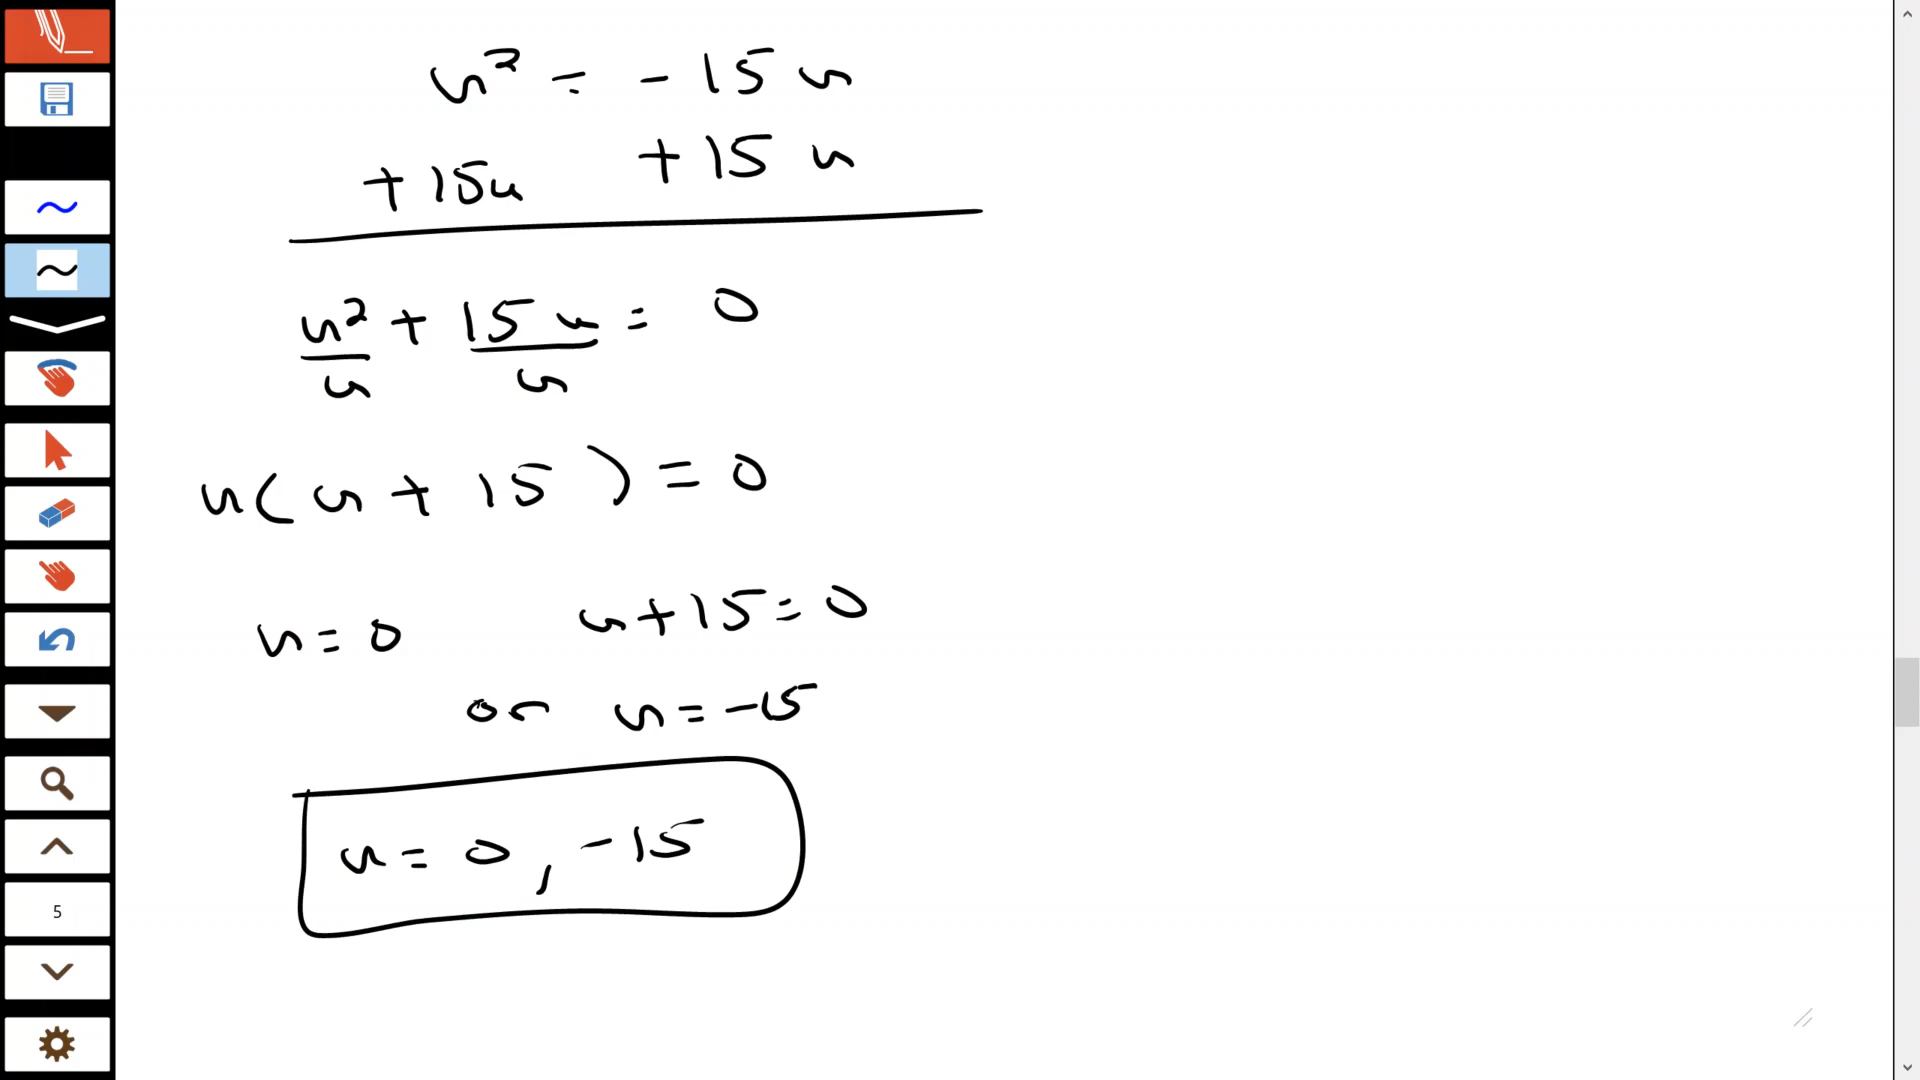 u² = -15u
+15u +15u
u² + 15u = 0
u u
u(u + 15) = 0
u = 0 u+15=0
or u = -15
u = 0, -15
5